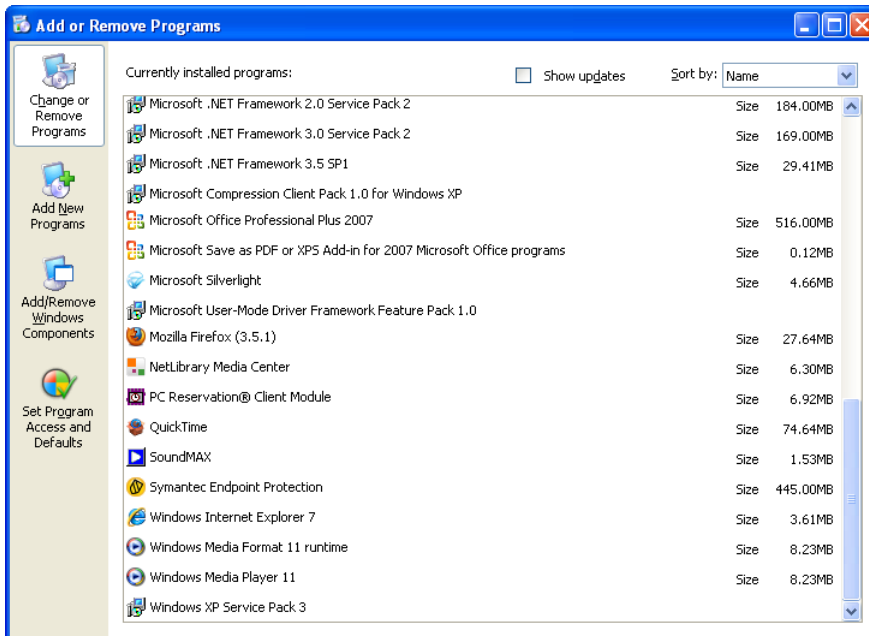 Add or Remove Programs
Change or
Remove
Programs
Add New
Programs
Add/Remove
Windows
Components
Set Program
Access and
Defaults
Currently installed programs:
Show updates
Sort by: Name
Microsoft .NET Framework 2.0 Service Pack 2 Size 184.00MB
Microsoft .NET Framework 3.0 Service Pack 2 Size 169.00MB
Microsoft .NET Framework 3.5 SP1 Size 29.41MB
Microsoft Compression Client Pack 1.0 for Windows XP
Microsoft Office Professional Plus 2007 Size 516.00MB
Microsoft Save as PDF or XPS Add-in for 2007 Microsoft Office programs Size 0.12MB
Microsoft Silverlight Size 4.66MB
Microsoft User-Mode Driver Framework Feature Pack 1.0
Mozilla Firefox (3.5.1) Size 27.64MB
NetLibrary Media Center Size 6.30MB
PC Reservation® Client Module Size 6.92MB
QuickTime Size 74.64MB
SoundMAX Size 1.53MB
Symantec Endpoint Protection Size 445.00MB
Windows Internet Explorer 7 Size 3.61MB
Windows Media Format 11 runtime Size 8.23MB
Windows Media Player 11 Size 8.23MB
Windows XP Service Pack 3